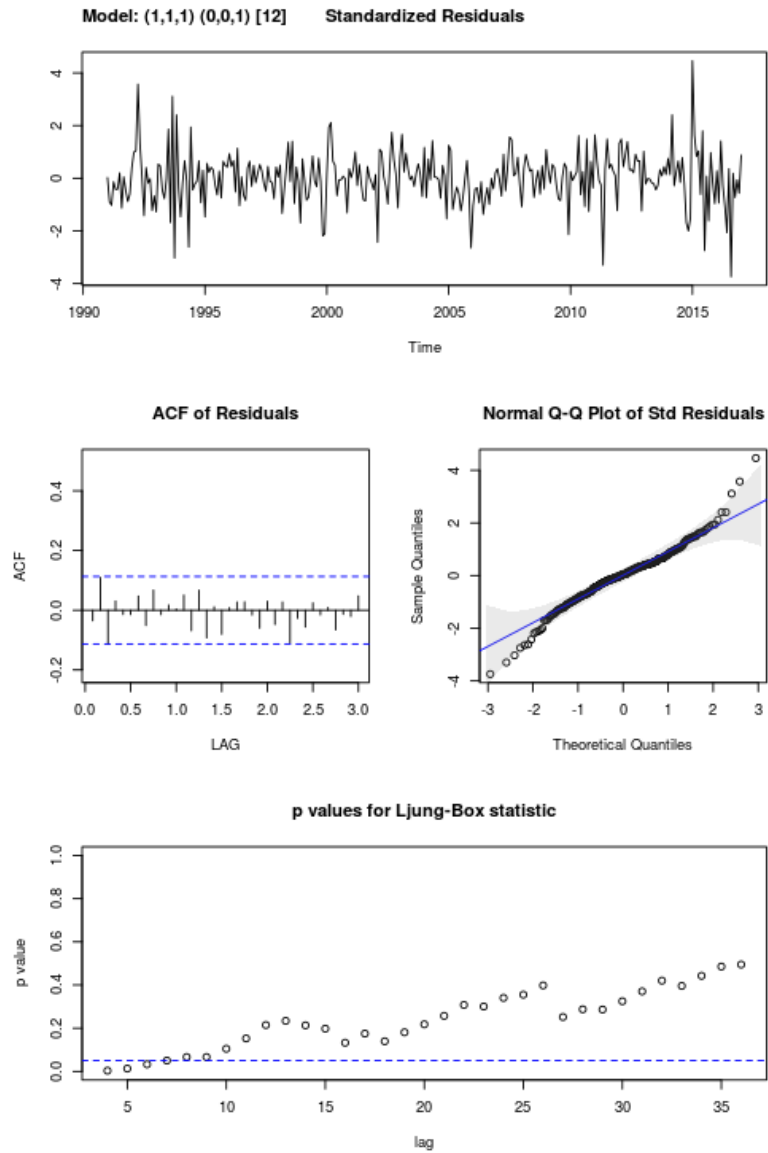 Model: (1,1,1) (0,0,1) [12] Standardized Residuals
4
2
0
-2
-4
1990 1995 2000 2005 2010 2015
Time
ACF of Residuals
ACF
0.4
0.2
0.0
-0.2
0.0 0.5 1.0 1.5 2.0 2.5 3.0
LAG
Normal Q-Q Plot of Std Residuals
Sample Quantiles
4
2
0
-2
-4
-3 -2 -1 0 1 2 3
Theoretical Quantiles
p values for Ljung-Box statistic
p value
1.0
0.8
0.6
0.4
0.2
0.0
5 10 15 20 25 30 35
lag